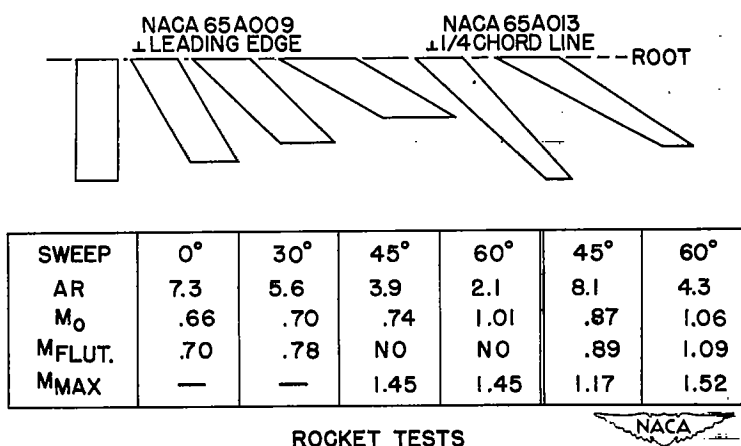 NACA 65A009
⊥ LEADING EDGE
NACA 65A013
⊥ 1/4 CHORD LINE
ROOT
SWEEP 0° 30° 45° 60° 45° 60°
AR 7.3 5.6 3.9 2.1 8.1 4.3
M0 .66 .70 .74 1.01 .87 1.06
MFLUT. .70 .78 NO NO .89 1.09
MMAX — — 1.45 1.45 1.17 1.52
ROCKET TESTS
NACA